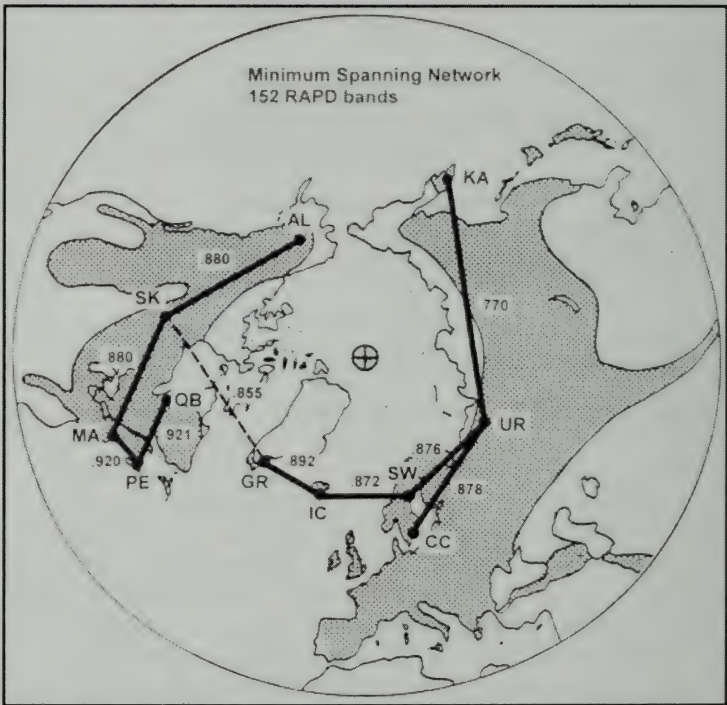 Minimum Spanning Network
152 RAPD bands
KA
AL
.880
SK
770
880
.855
QB
MA
.921
UR
.920
.876
PE
GR
.892
SW
.872
.878
IC
CC